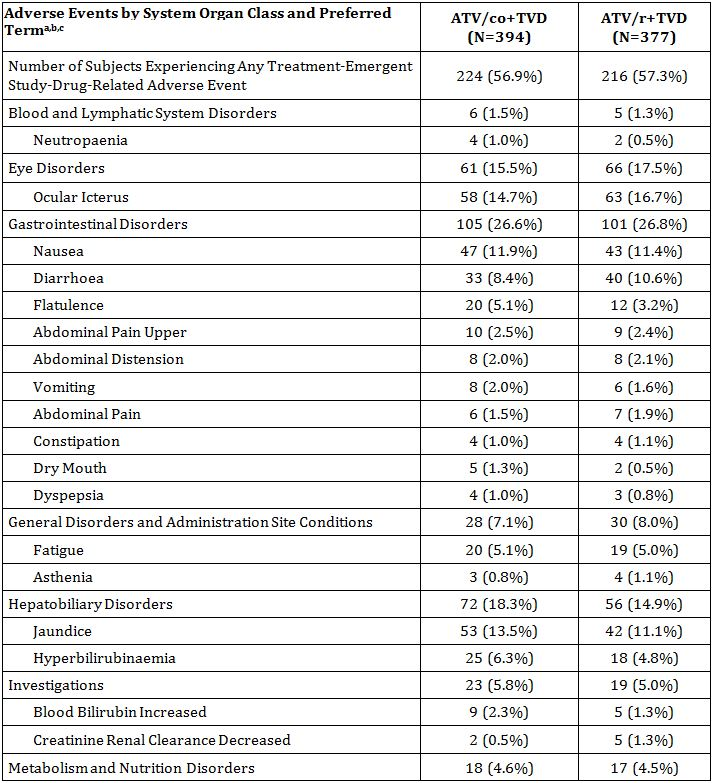 Adverse Events by System Organ Class and Preferred Terma,b,c ATV/co+TVD (N=394) ATV/r+TVD (N=377)
Number of Subjects Experiencing Any Treatment-Emergent Study-Drug-Related Adverse Event 224 (56.9%) 216 (57.3%)
Blood and Lymphatic System Disorders 6 (1.5%) 5 (1.3%)
Neutropaenia 4 (1.0%) 2 (0.5%)
Eye Disorders 61 (15.5%) 66 (17.5%)
Ocular Icterus 58 (14.7%) 63 (16.7%)
Gastrointestinal Disorders 105 (26.6%) 101 (26.8%)
Nausea 47 (11.9%) 43 (11.4%)
Diarrhoea 33 (8.4%) 40 (10.6%)
Flatulence 20 (5.1%) 12 (3.2%)
Abdominal Pain Upper 10 (2.5%) 9 (2.4%)
Abdominal Distension 8 (2.0%) 8 (2.1%)
Vomiting 8 (2.0%) 6 (1.6%)
Abdominal Pain 6 (1.5%) 7 (1.9%)
Constipation 4 (1.0%) 4 (1.1%)
Dry Mouth 5 (1.3%) 2 (0.5%)
Dyspepsia 4 (1.0%) 3 (0.8%)
General Disorders and Administration Site Conditions 28 (7.1%) 30 (8.0%)
Fatigue 20 (5.1%) 19 (5.0%)
Asthenia 3 (0.8%) 4 (1.1%)
Hepatobiliary Disorders 72 (18.3%) 56 (14.9%)
Jaundice 53 (13.5%) 42 (11.1%)
Hyperbilirubinaemia 25 (6.3%) 18 (4.8%)
Investigations 23 (5.8%) 19 (5.0%)
Blood Bilirubin Increased 9 (2.3%) 5 (1.3%)
Creatinine Renal Clearance Decreased 2 (0.5%) 5 (1.3%)
Metabolism and Nutrition Disorders 18 (4.6%) 17 (4.5%)